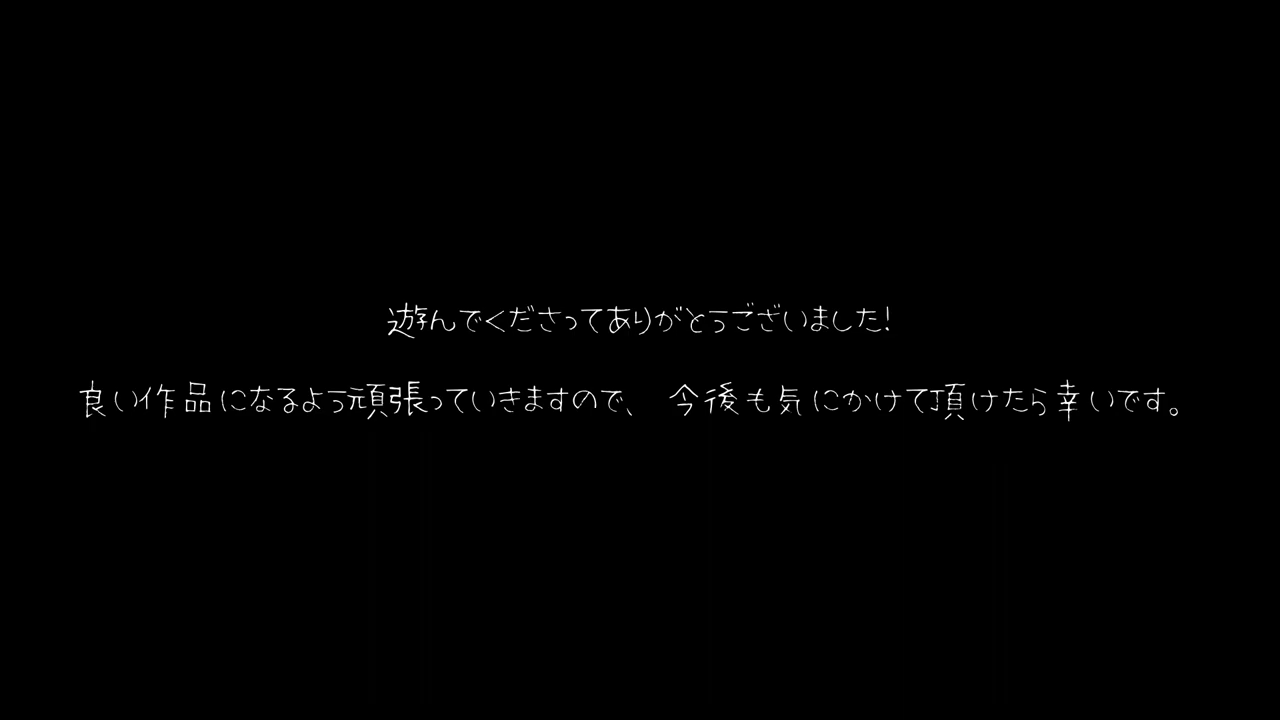 遊んでくださってありがとうございました!
良い作品になるよう頑張っていきますので、 今後も気にかけて頂けたら幸いです。